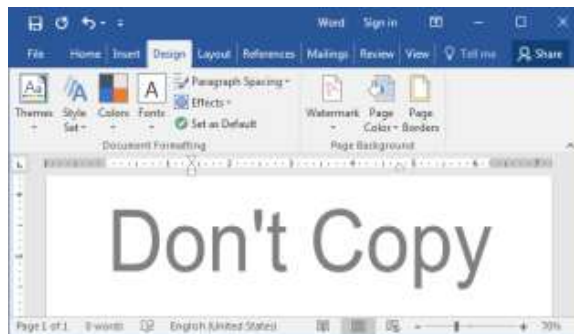 Word Sign in
File Home Insert Design Layout References Mailings Review View Tell me Share
Themes Style Set Colors Fonts Paragraph Spacing Effects Set as Default Watermark Page Color Page Borders
Document Formatting Page Background
Don't Copy
Page 1 of 1 0 words English (United States) 70%